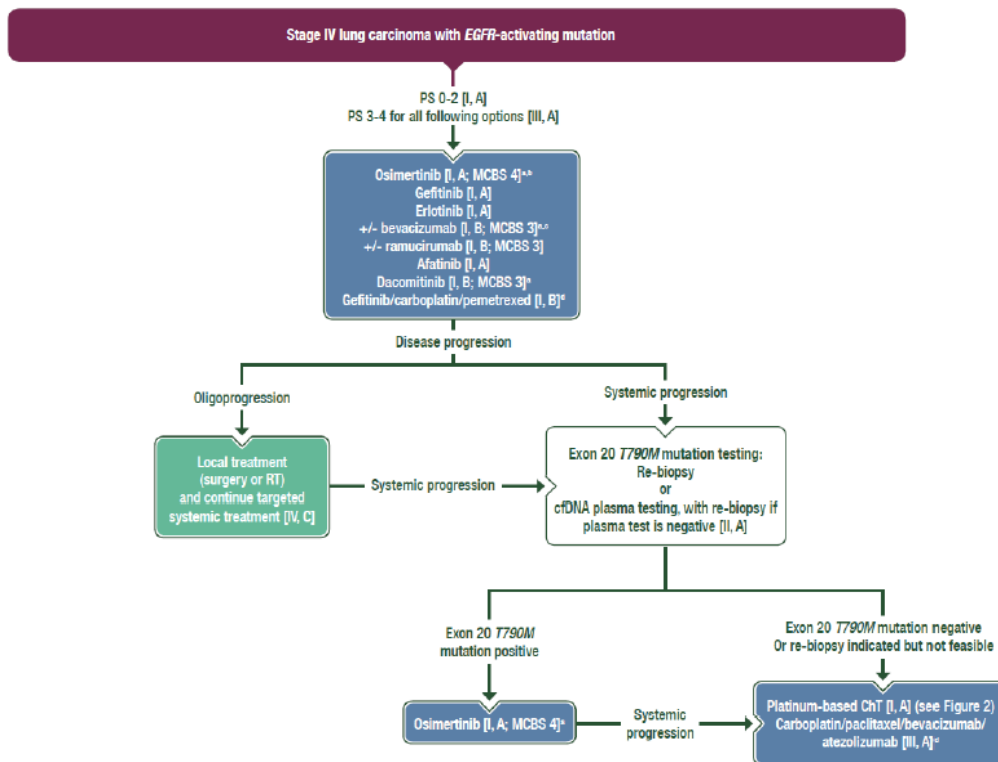 Stage IV lung carcinoma with EGFR-activating mutation
PS 0-2 [I, A]
PS 3-4 for all following options [III, A]
Osimertinib [I, A; MCBS 4]a,b
Gefitinib [I, A]
Erlotinib [I, A]
+/- bevacizumab [I, B; MCBS 3]a,c
+/- ramucirumab [I, B; MCBS 3]
Afatinib [I, A]
Dacomitinib [I, B; MCBS 3]a
Gefitinib/carboplatin/pemetrexed [I, B]d
Disease progression
Oligoprogression
Systemic progression
Local treatment
(surgery or RT)
and continue targeted
systemic treatment [IV, C]
Systemic progression
Exon 20 T790M mutation testing:
Re-biopsy
or
cfDNA plasma testing, with re-biopsy if
plasma test is negative [II, A]
Exon 20 T790M
mutation positive
Exon 20 T790M mutation negative
Or re-biopsy indicated but not feasible
Osimertinib [I, A; MCBS 4]a
Systemic
progression
Platinum-based ChT [I, A] (see Figure 2)
Carboplatin/paclitaxel/bevacizumab/
atezolizumab [III, A]d